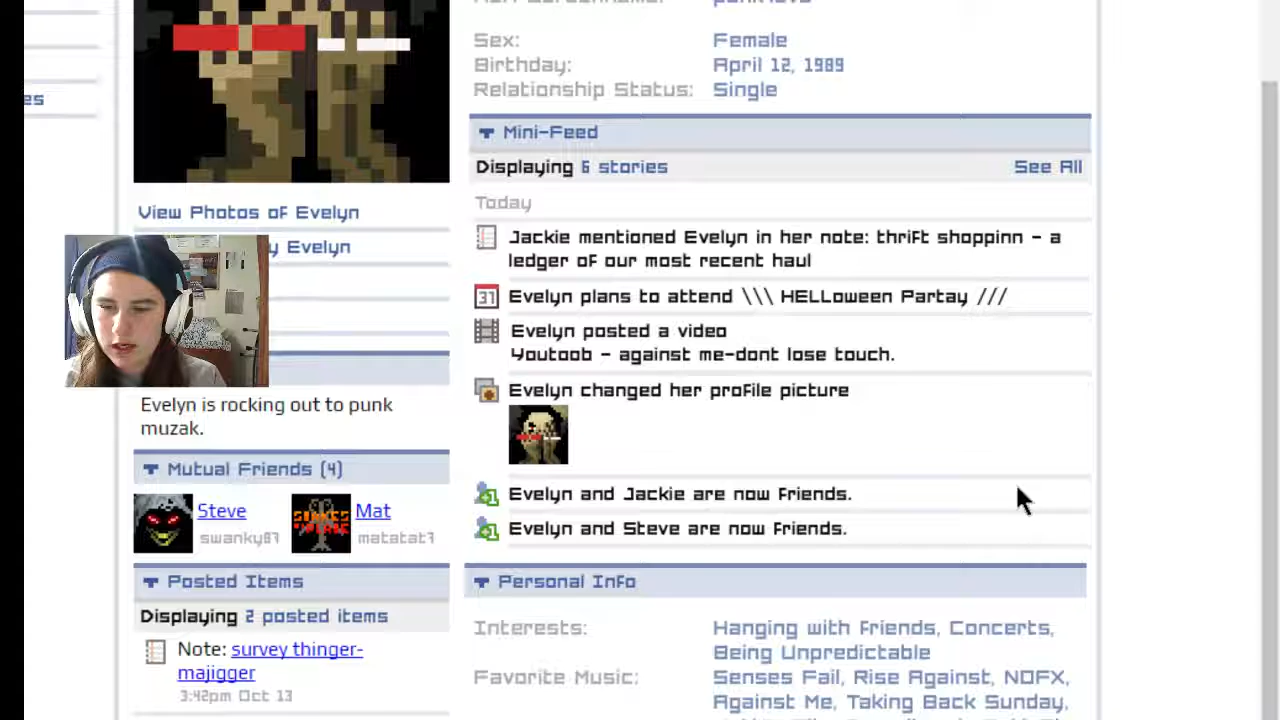 es
Sex: Female
Birthday: April 12, 1989
Relationship Status: Single
Mini-Feed
Displaying 6 stories See All
Today
Jackie mentioned Evelyn in her note: thrift shoppinn - a
ledger of our most recent haul
Evelyn plans to attend \\\ HELLoween Partay ///
Evelyn posted a video
Youtoob - against me-dont lose touch.
Evelyn changed her profile picture
Evelyn and Jackie are now friends.
Evelyn and Steve are now friends.
Personal Info
Interests: Hanging with friends, Concerts,
Being Unpredictable
Favorite Music: Senses Fail, Rise Against, NOFX,
Against Me, Taking Back Sunday,
View Photos of Evelyn
y Evelyn
Evelyn is rocking out to punk
muzak.
Mutual Friends (4)
Steve
swanky87
Mat
matatat7
Posted Items
Displaying 2 posted items
Note: survey thinger-
majigger
3:42pm Oct 13
31